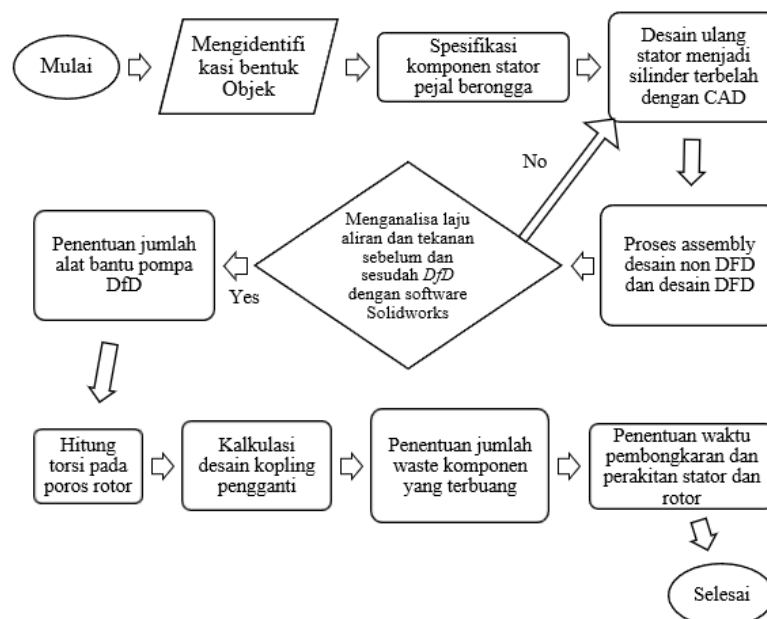 Mulai
Mengidentifi
kasi bentuk
Objek
Spesifikasi
komponen stator
pejal berongga
Desain ulang
stator menjadi
silinder terbelah
dengan CAD
No
Proses assembly
desain non DFD
dan desain DFD
Menganalisa laju
aliran dan tekanan
sebelum dan
sesudah DfD
dengan software
Solidworks
Yes
Penentuan jumlah
alat bantu pompa
DfD
Hitung
torsi pada
poros rotor
Kalkulasi
desain kopling
pengganti
Penentuan jumlah
waste komponen
yang terbuang
Penentuan waktu
pembongkaran dan
perakitan stator dan
rotor
Selesai